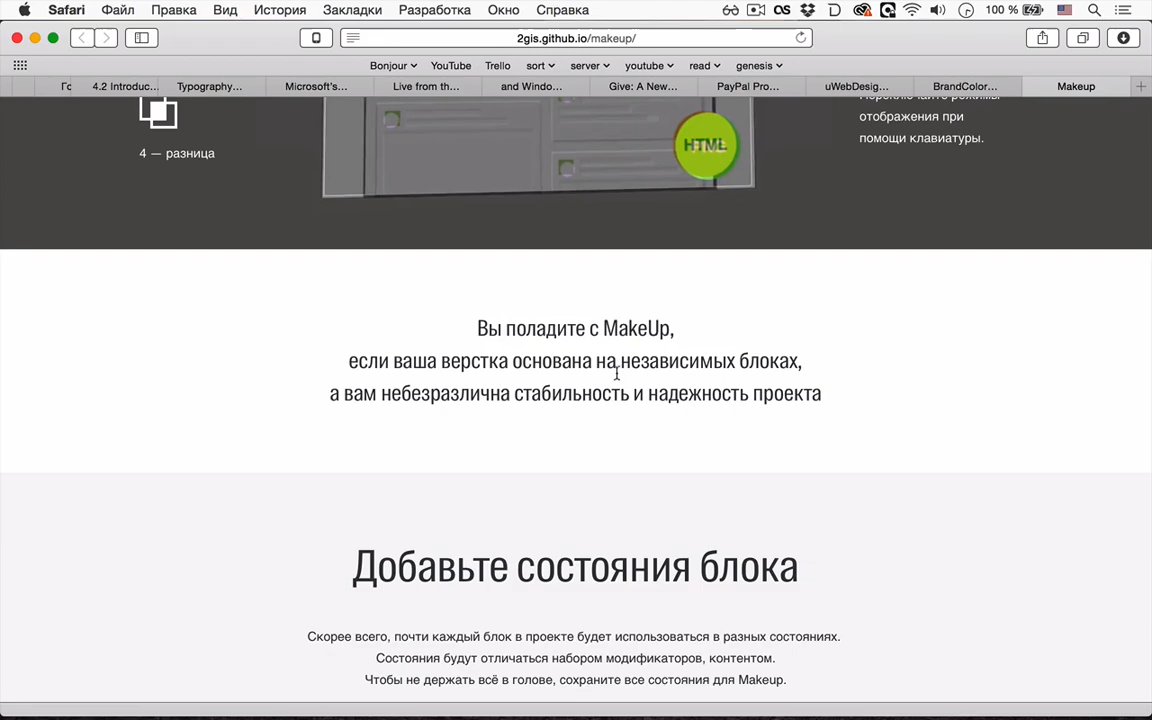 Safari Файл Правка Вид История Закладки Разработка Окно Справка 100 %
2gis.github.io/makeup/
Bonjour YouTube Trello sort server youtube read genesis
Гс 4.2 Introduc... Typography... Microsoft's... Live from th... and Windo... Give: A New... PayPal Pro... uWebDesig... BrandColor... Makeup
отображения при
помощи клавиатуры.
HTML
4 — разница
Вы поладите с MakeUp,
если ваша верстка основана на независимых блоках,
а вам небезразлична стабильность и надежность проекта
Добавьте состояния блока
Скорее всего, почти каждый блок в проекте будет использоваться в разных состояниях.
Состояния будут отличаться набором модификаторов, контентом.
Чтобы не держать всё в голове, сохраните все состояния для Makeup.